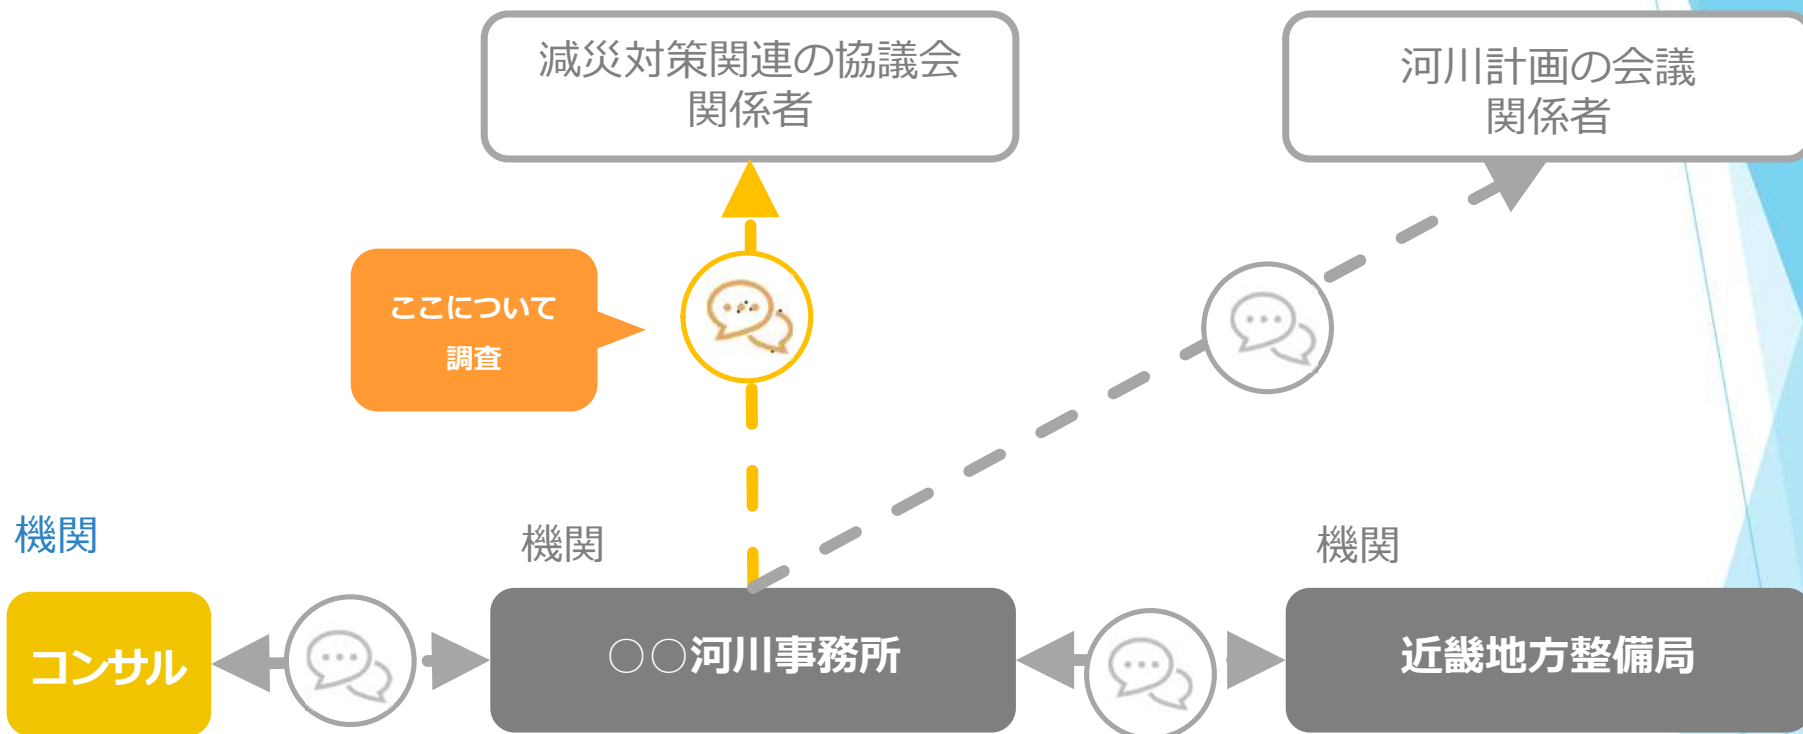 減災対策関連の協議会
関係者
河川計画の会議
関係者
ここについて
調査
機関
機関
機関
コンサル
○○河川事務所
近畿地方整備局